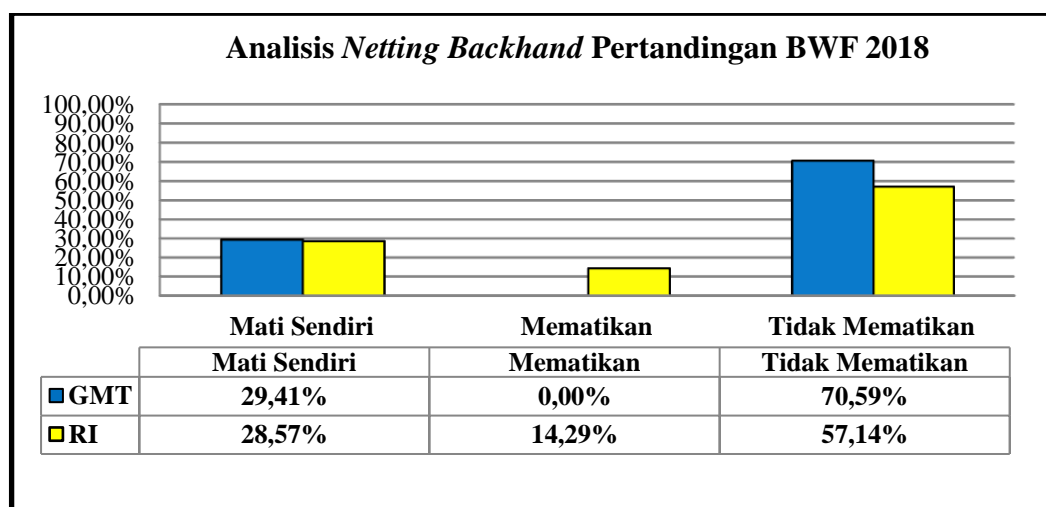 Analisis Netting Backhand Pertandingan BWF 2018
100,00%
90,00%
80,00%
70,00%
60,00%
50,00%
40,00%
30,00%
20,00%
10,00%
0,00%
Mati Sendiri Mematikan Tidak Mematikan
Mati Sendiri Mematikan Tidak Mematikan
GMT 29,41% 0,00% 70,59%
RI 28,57% 14,29% 57,14%